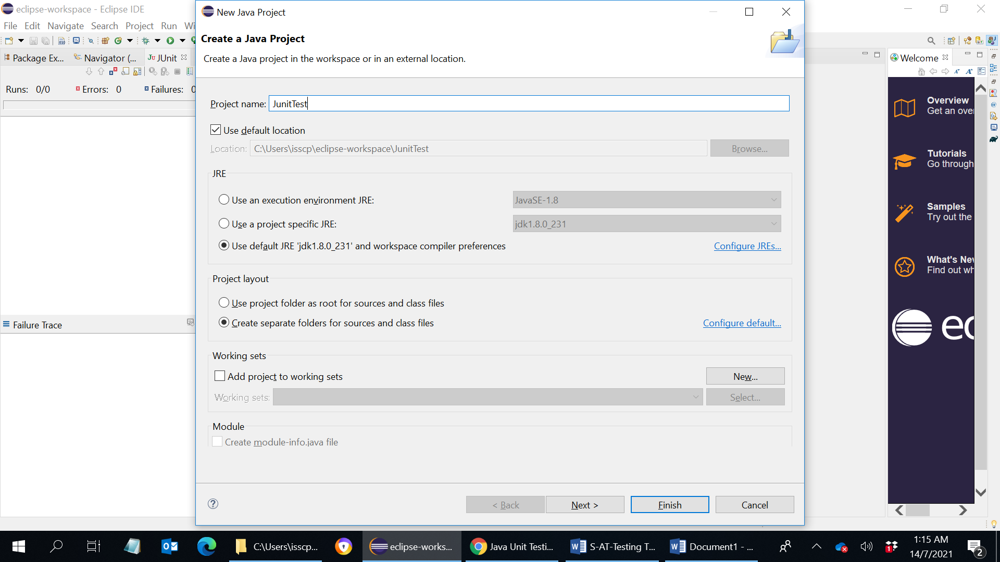 eclipse-workspace - Eclipse IDE
File Edit Navigate Search Project Run Wi
Package Ex...
Navigator (...
JUnit
Runs: 0/0
Errors: 0
Failures: 0
Failure Trace
New Java Project
Create a Java Project
Create a Java project in the workspace or in an external location.
Project name: JunitTest
Use default location
Location: C:\Users\isscp\eclipse-workspace\JunitTest
Browse...
JRE
Use an execution environment JRE: JavaSE-1.8
Use a project specific JRE: jdk1.8.0_231
Use default JRE 'jdk1.8.0_231' and workspace compiler preferences
Configure JREs...
Project layout
Use project folder as root for sources and class files
Create separate folders for sources and class files
Configure default...
Working sets
Add project to working sets
New...
Working sets:
Select...
Module
Create module-info.java file
< Back
Next >
Finish
Cancel
Welcome
Overview
Get an ove
Tutorials
Go through
Samples
Try out the
What's New
Find out wh
ec
C:\Users\isscp...
eclipse-works...
Java Unit Testi...
S-AT-Testing T...
Document1 - ...
1:15 AM
14/7/2021
2